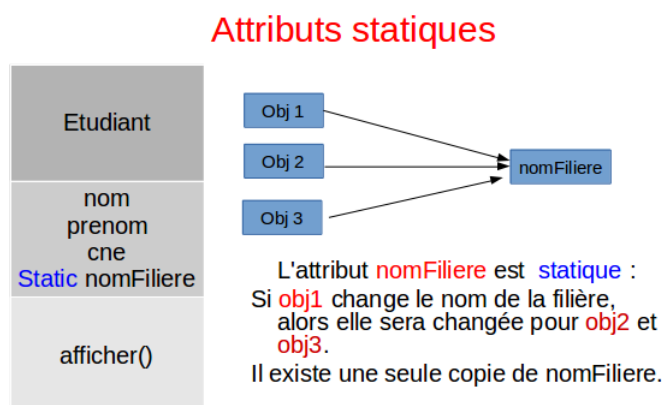 Attributs statiques
Etudiant
nom
prenom
cne
Static nomFiliere
afficher()
Obj 1
Obj 2
Obj 3
nomFiliere
L'attribut nomFiliere est statique :
Si obj1 change le nom de la filière,
alors elle sera changée pour obj2 et
obj3.
Il existe une seule copie de nomFiliere.